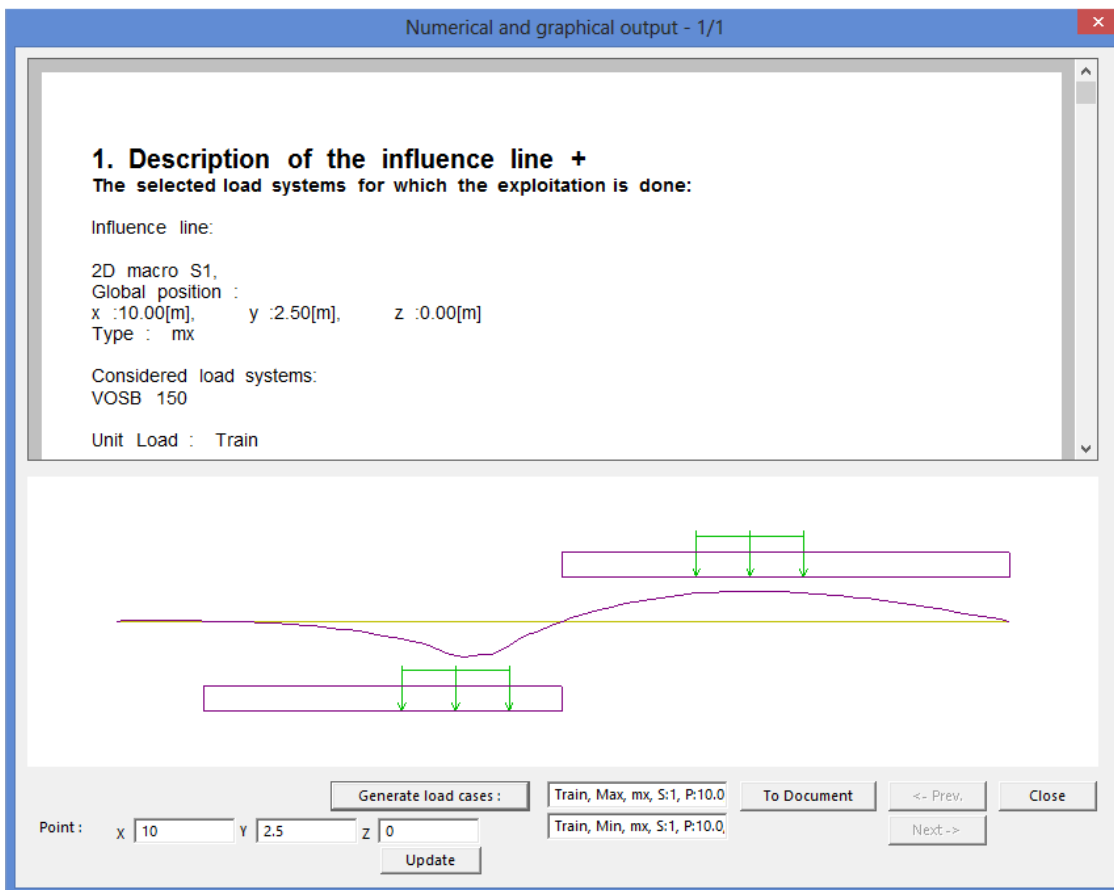 Numerical and graphical output - 1/1
1. Description of the influence line +
The selected load systems for which the exploitation is done:
Influence line:
2D macro S1,
Global position :
x :10.00[m], y :2.50[m], z :0.00[m]
Type : mx
Considered load systems:
VOSB 150
Unit Load : Train
Generate load cases :
Train, Max, mx, S:1, P:10.0
To Document
<- Prev.
Close
Point :
X 10 Y 2.5 Z 0
Train, Min, mx, S:1, P:10.0,
Next ->
Update